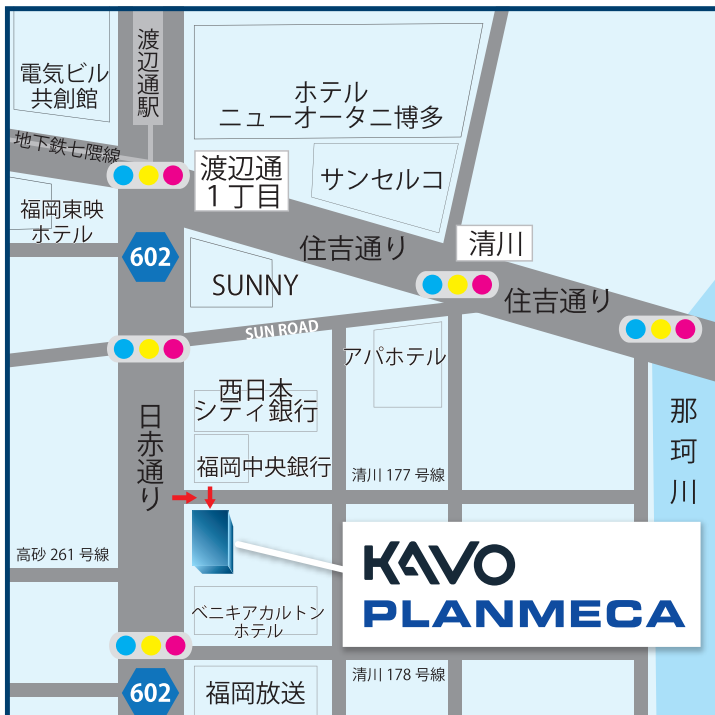 電気ビル
共創館
渡辺通駅
ホテル
ニューオータニ博多
地下鉄七隈線
渡辺通
1丁目
サンセルコ
福岡東映
ホテル
602
住吉通り
清川
SUNNY
住吉通り
SUN ROAD
アパホテル
西日本
シティ銀行
日赤通り
那珂川
福岡中央銀行
清川 177 号線
高砂 261 号線
KAVO
PLANMECA
ベニキアカルトン
ホテル
清川 178 号線
602
福岡放送